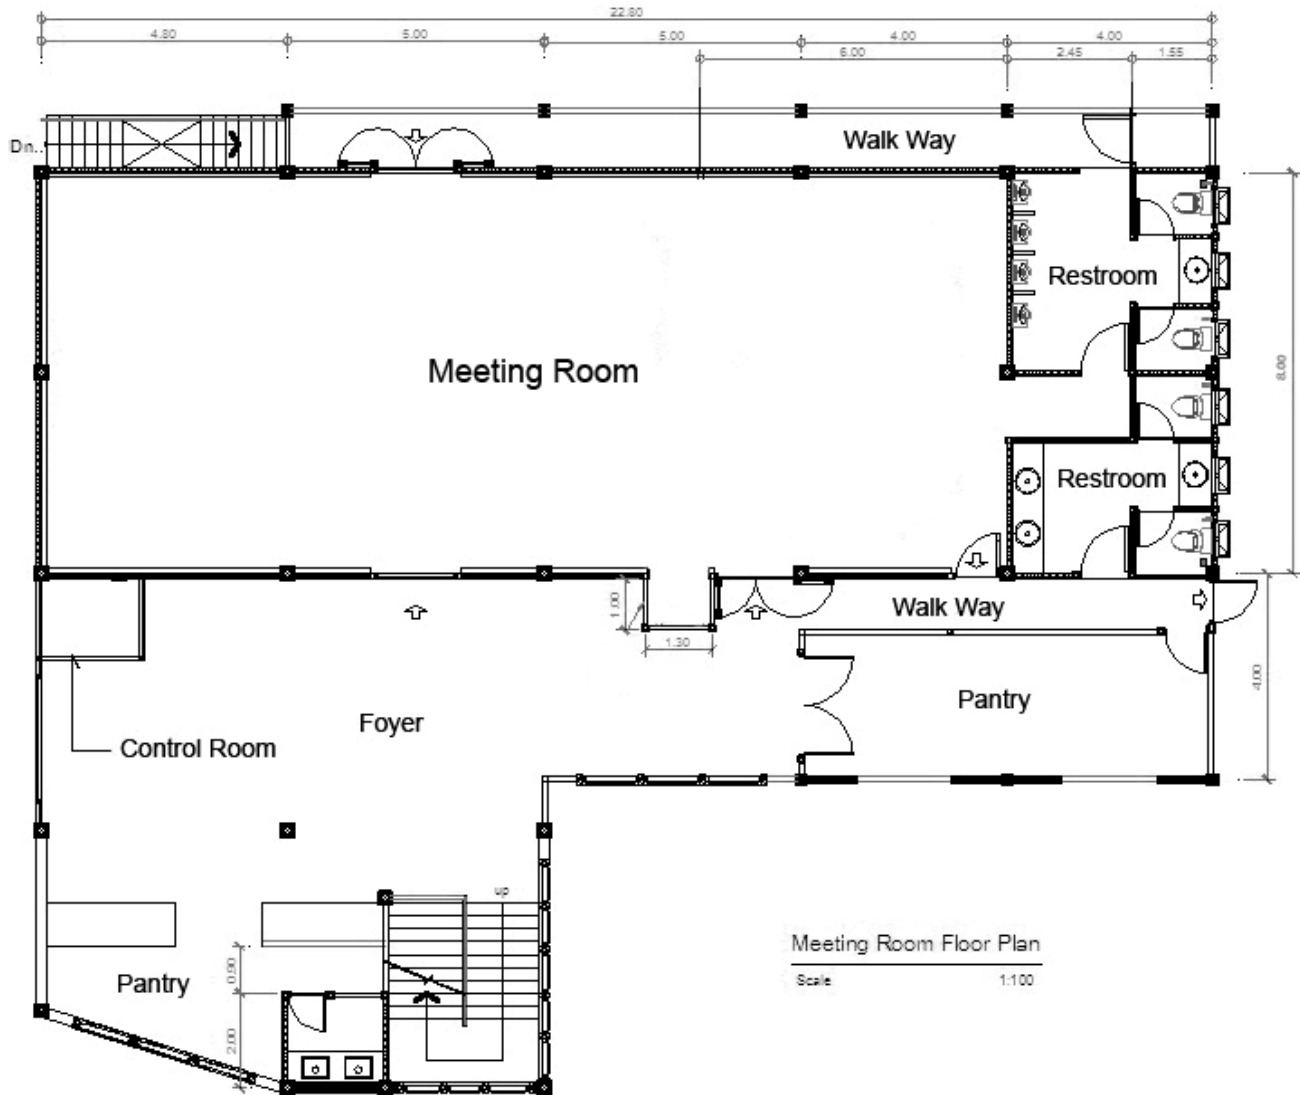 22.80
4.80 5.00 5.00 4.00 4.00
6.00 2.45 1.55
Dn..
Walk Way
Restroom
Meeting Room
8.00
Restroom
1.00
1.30
Walk Way
4.00
Pantry
Foyer
Control Room
up
Meeting Room Floor Plan
Scale 1:100
0.90
Pantry
2.00